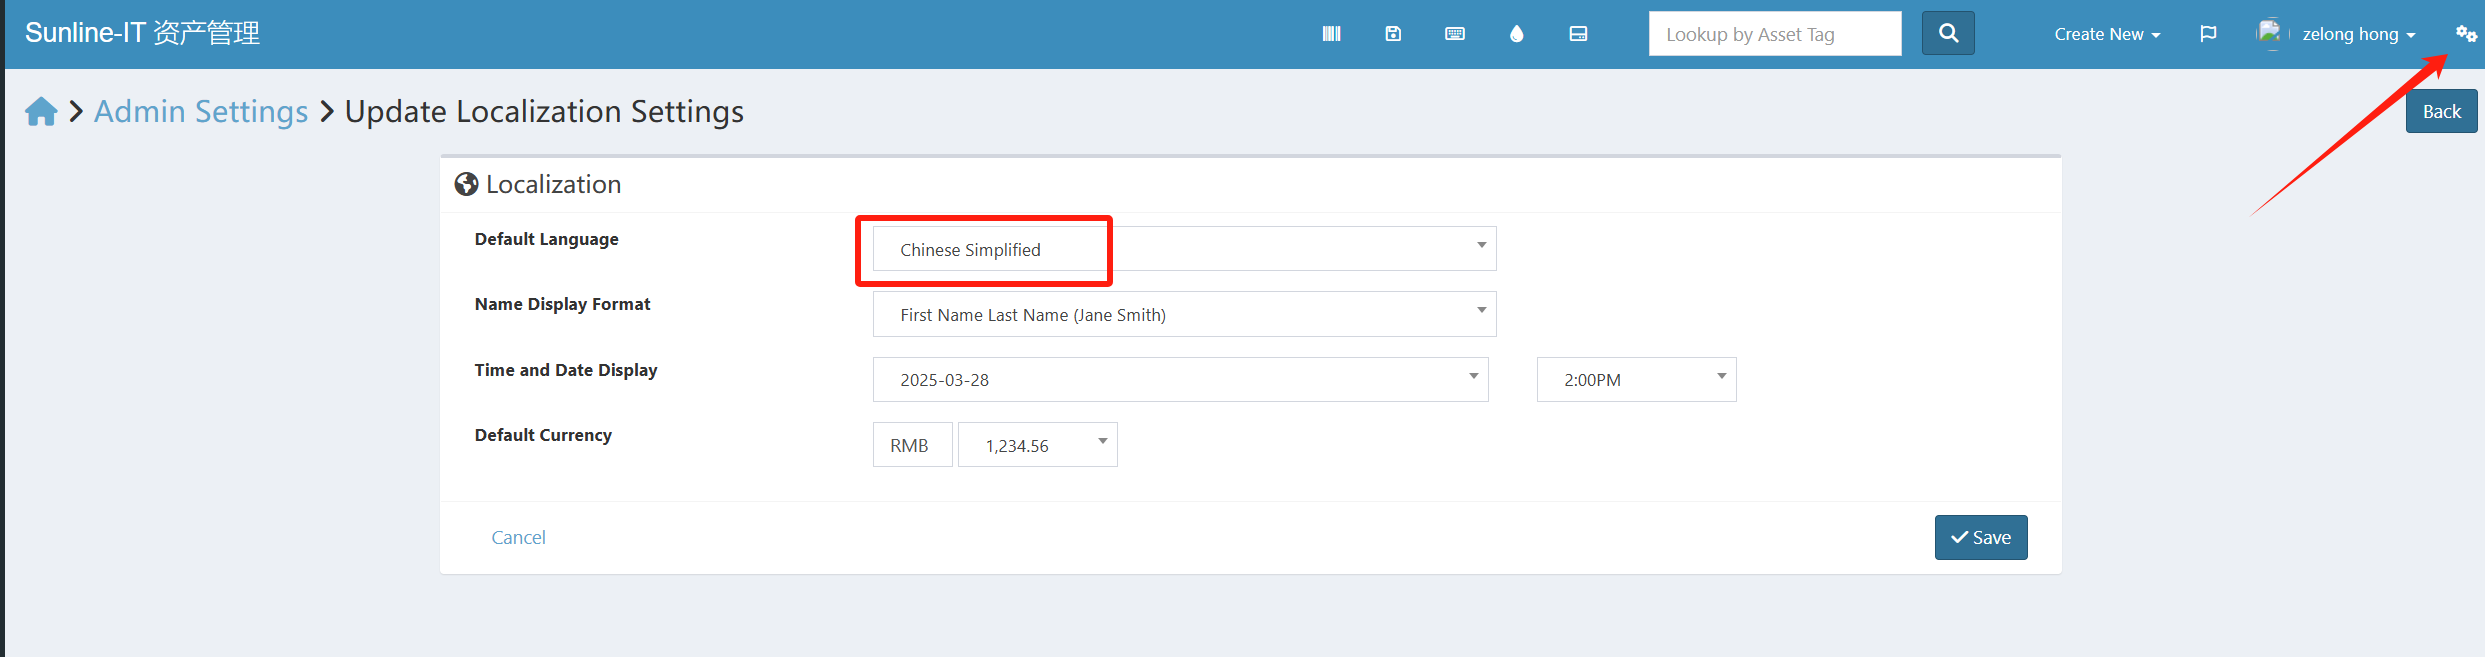 Sunline-IT 资产管理
Lookup by Asset Tag
Create New
zelong hong
Admin Settings
Update Localization Settings
Back
Localization
Default Language
Chinese Simplified
Name Display Format
First Name Last Name (Jane Smith)
Time and Date Display
2025-03-28
2:00PM
Default Currency
RMB
1,234.56
Cancel
Save